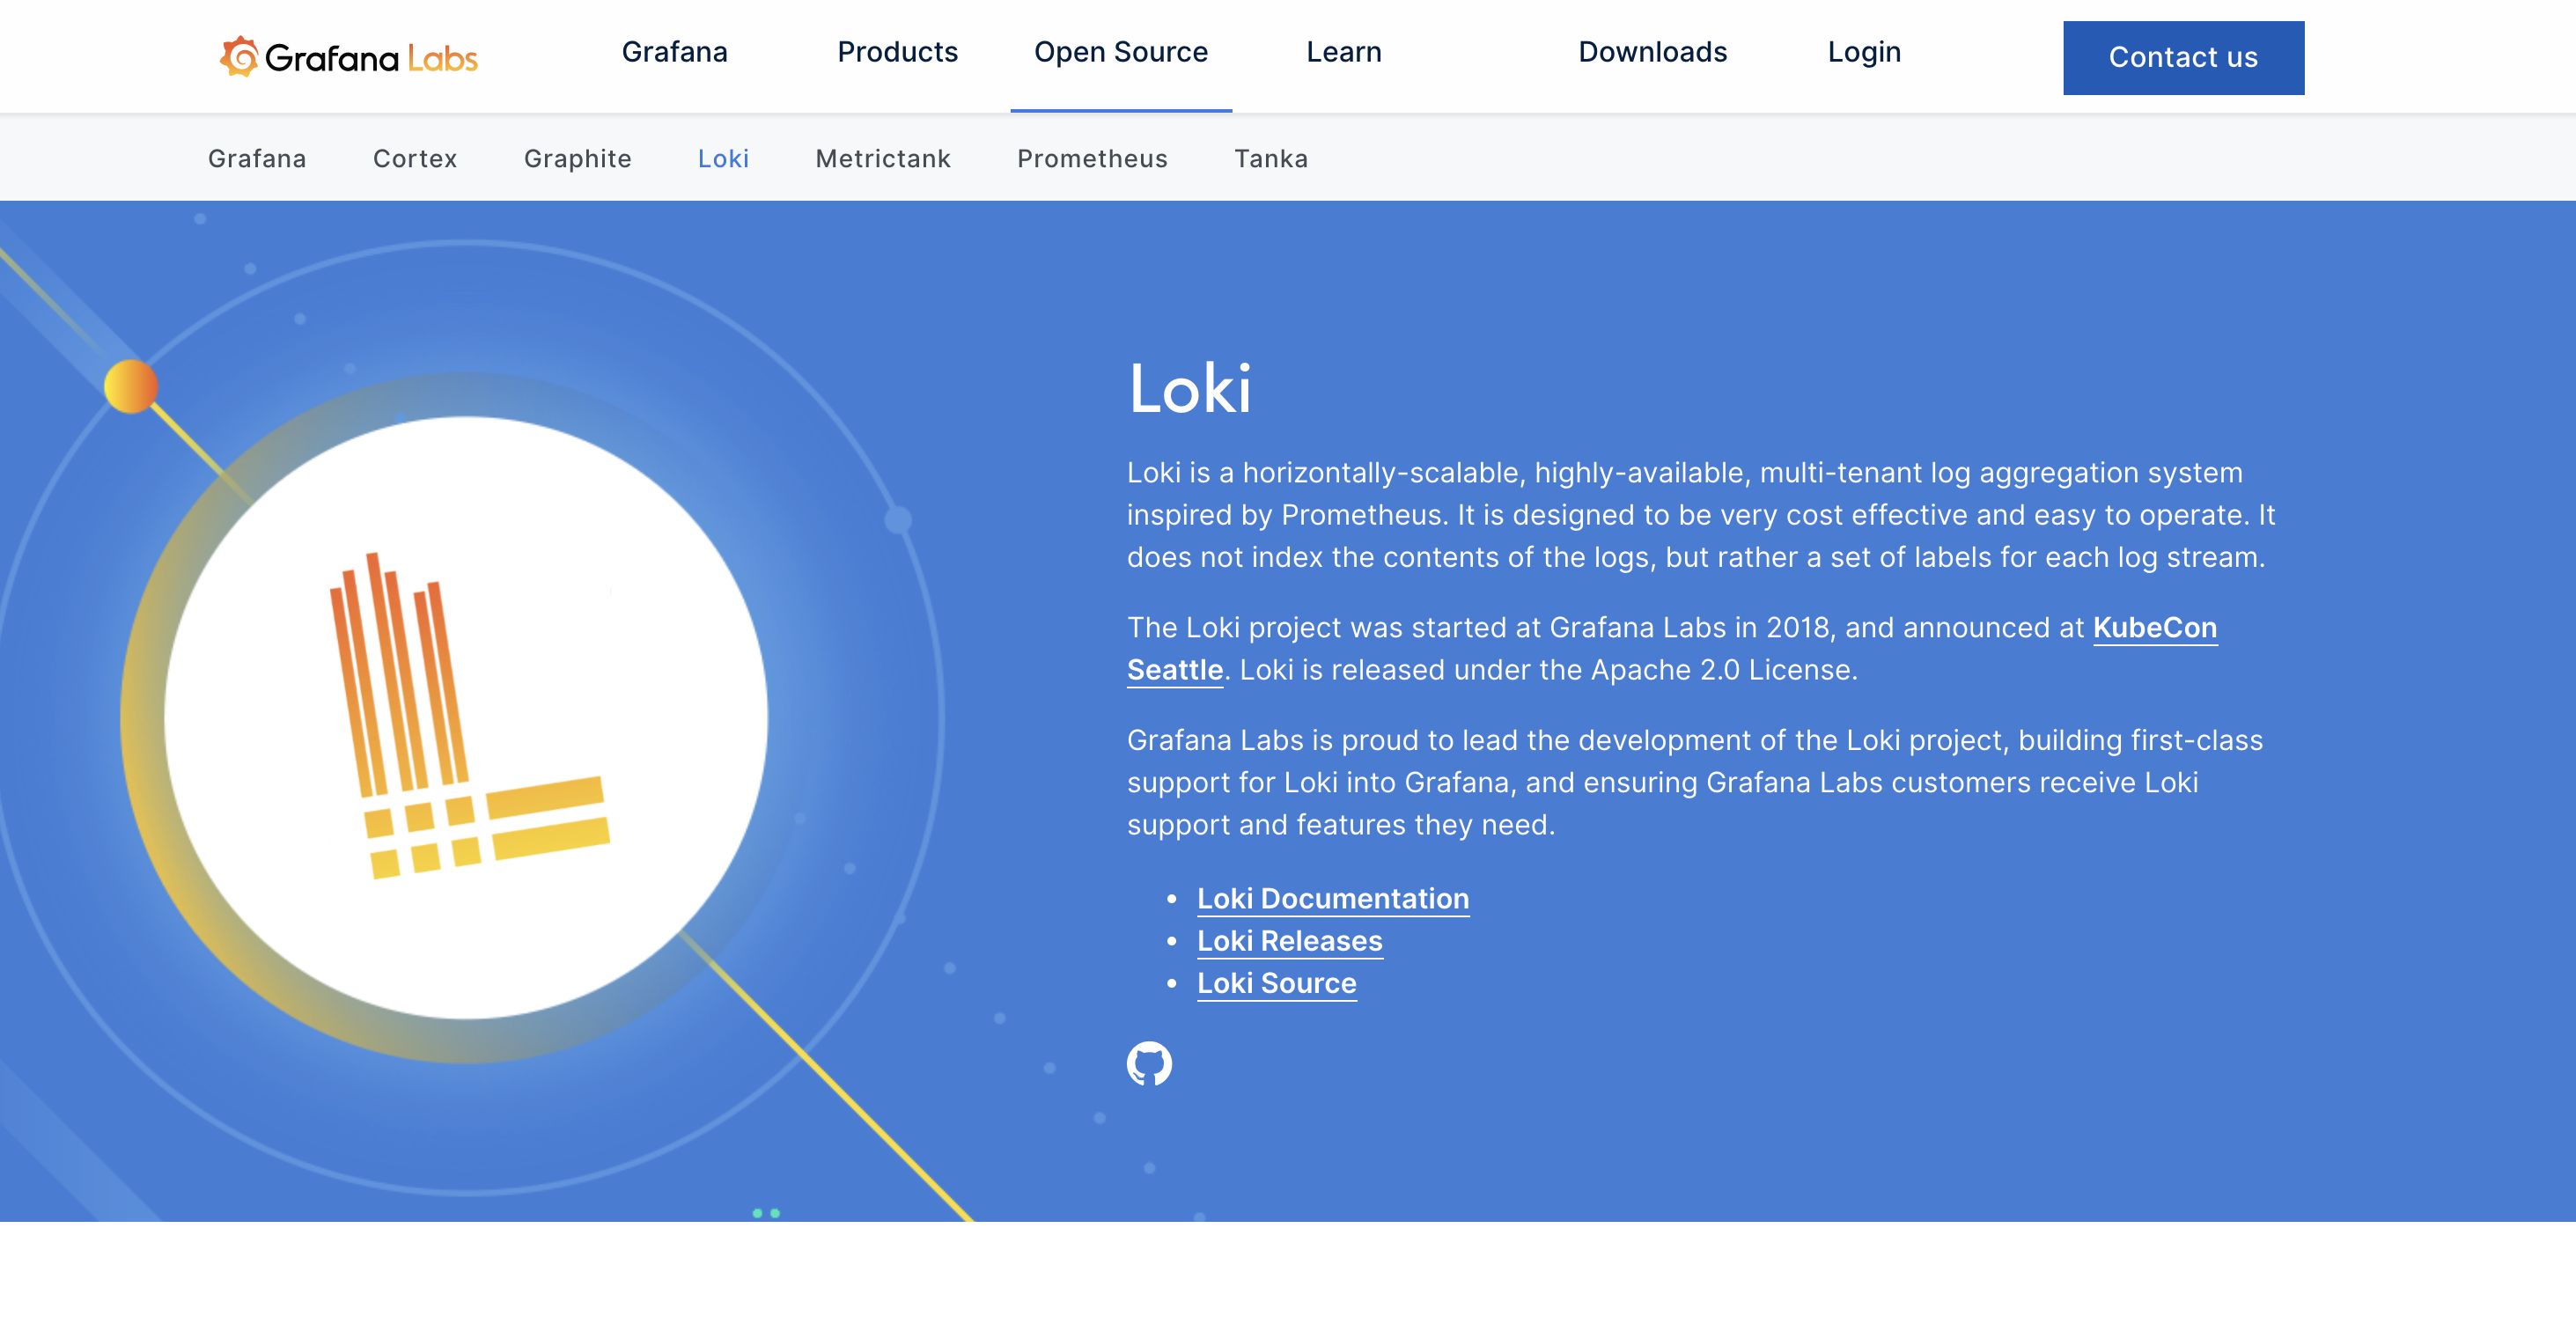 Grafana Labs
Grafana
Products
Open Source
Learn
Downloads
Login
Contact us
Grafana
Cortex
Graphite
Loki
Metrictank
Prometheus
Tanka
Loki
Loki is a horizontally-scalable, highly-available, multi-tenant log aggregation system
inspired by Prometheus. It is designed to be very cost effective and easy to operate. It
does not index the contents of the logs, but rather a set of labels for each log stream.
The Loki project was started at Grafana Labs in 2018, and announced at KubeCon
Seattle. Loki is released under the Apache 2.0 License.
Grafana Labs is proud to lead the development of the Loki project, building first-class
support for Loki into Grafana, and ensuring Grafana Labs customers receive Loki
support and features they need.
• Loki Documentation
• Loki Releases
• Loki Source